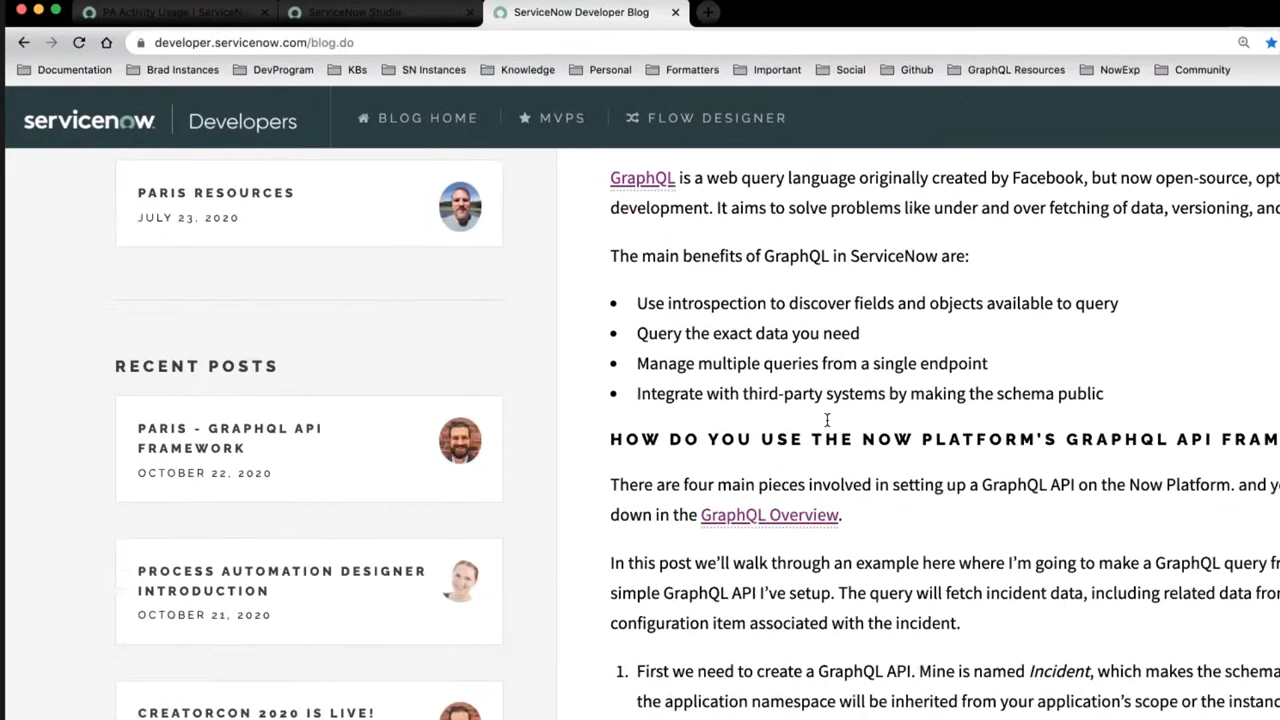 PA Activity Usage | ServiceN
ServiceNow Studio
ServiceNow Developer Blog
developer.servicenow.com/blog.do
Documentation
Brad Instances
DevProgram
KBs
SN Instances
Knowledge
Personal
Formatters
Important
Social
Github
GraphQL Resources
NowExp
Community
servicenow
Developers
BLOG HOME
MVPS
FLOW DESIGNER
PARIS RESOURCES
JULY 23, 2020
RECENT POSTS
PARIS - GRAPHQL API
FRAMEWORK
OCTOBER 22, 2020
PROCESS AUTOMATION DESIGNER
INTRODUCTION
OCTOBER 21, 2020
CREATORCON 2020 IS LIVE!
GraphQL is a web query language originally created by Facebook, but now open-source, opt
development. It aims to solve problems like under and over fetching of data, versioning, and
The main benefits of GraphQL in ServiceNow are:
• Use introspection to discover fields and objects available to query
• Query the exact data you need
• Manage multiple queries from a single endpoint
• Integrate with third-party systems by making the schema public
HOW DO YOU USE THE NOW PLATFORM'S GRAPHQL API FRAM
There are four main pieces involved in setting up a GraphQL API on the Now Platform. and yo
down in the GraphQL Overview.
In this post we'll walk through an example here where I'm going to make a GraphQL query fr
simple GraphQL API I've setup. The query will fetch incident data, including related data from
configuration item associated with the incident.
1. First we need to create a GraphQL API. Mine is named Incident, which makes the schema
the application namespace will be inherited from your application's scope or the instanc